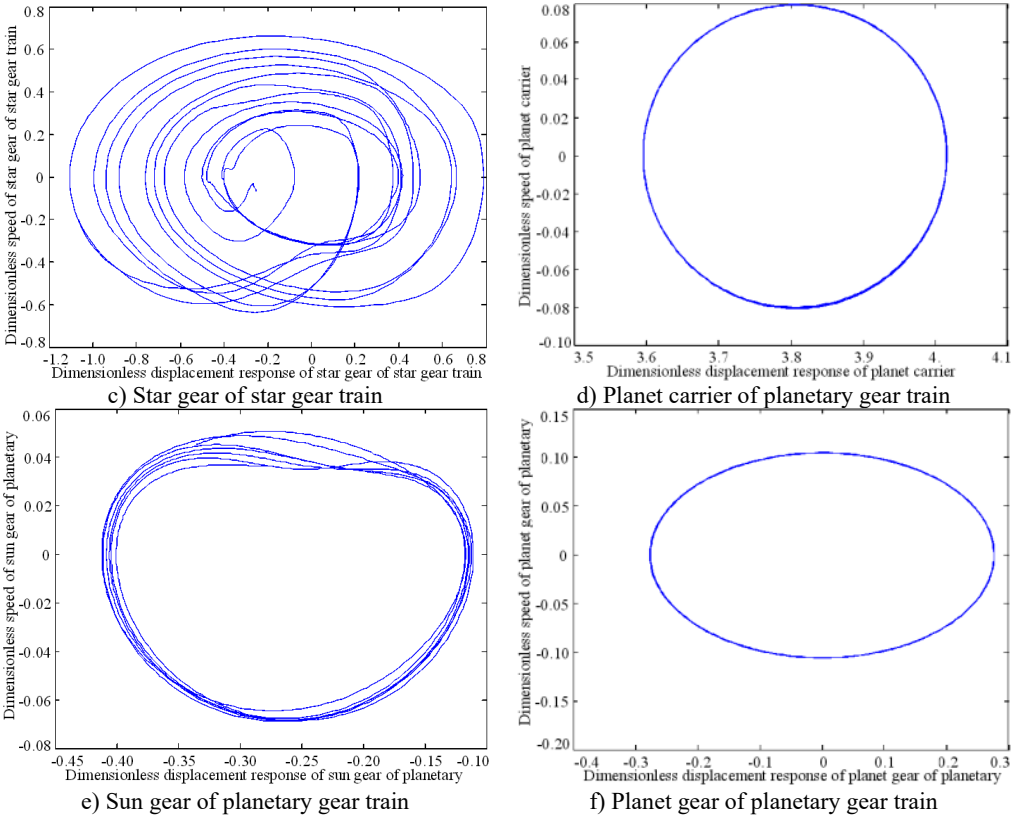 Dimensionless speed of star gear of star gear train
0.8
0.6
0.4
0.2
0
-0.2
-0.4
-0.6
-0.8
-1.2 -1.0 -0.8 -0.6 -0.4 -0.2 0 0.2 0.4 0.6 0.8
Dimensionless displacement response of star gear of star gear train
c) Star gear of star gear train
Dimensionless speed of planet carrier
0.08
0.06
0.04
0.02
0
-0.02
-0.04
-0.06
-0.08
-0.10
3.5 3.6 3.7 3.8 3.9 4. 4.1
Dimensionless displacement response of planet carrier
d) Planet carrier of planetary gear train
Dimensionless speed of sun gear of planetary
0.06
0.04
0.02
0
-0.02
-0.04
-0.06
-0.08
-0.45 -0.40 -0.35 -0.30 -0.25 -0.20 -0.15 -0.10
Dimensionless displacement response of sun gear of planetary
e) Sun gear of planetary gear train
Dimensionless speed of planet gear of planetary
0.15
0.10
0.05
0
-0.05
-0.10
-0.15
-0.20
-0.4 -0.3 -0.2 -0.1 0 0.1 0.2 0.3
Dimensionless displacement response of planet gear of planetary
f) Planet gear of planetary gear train